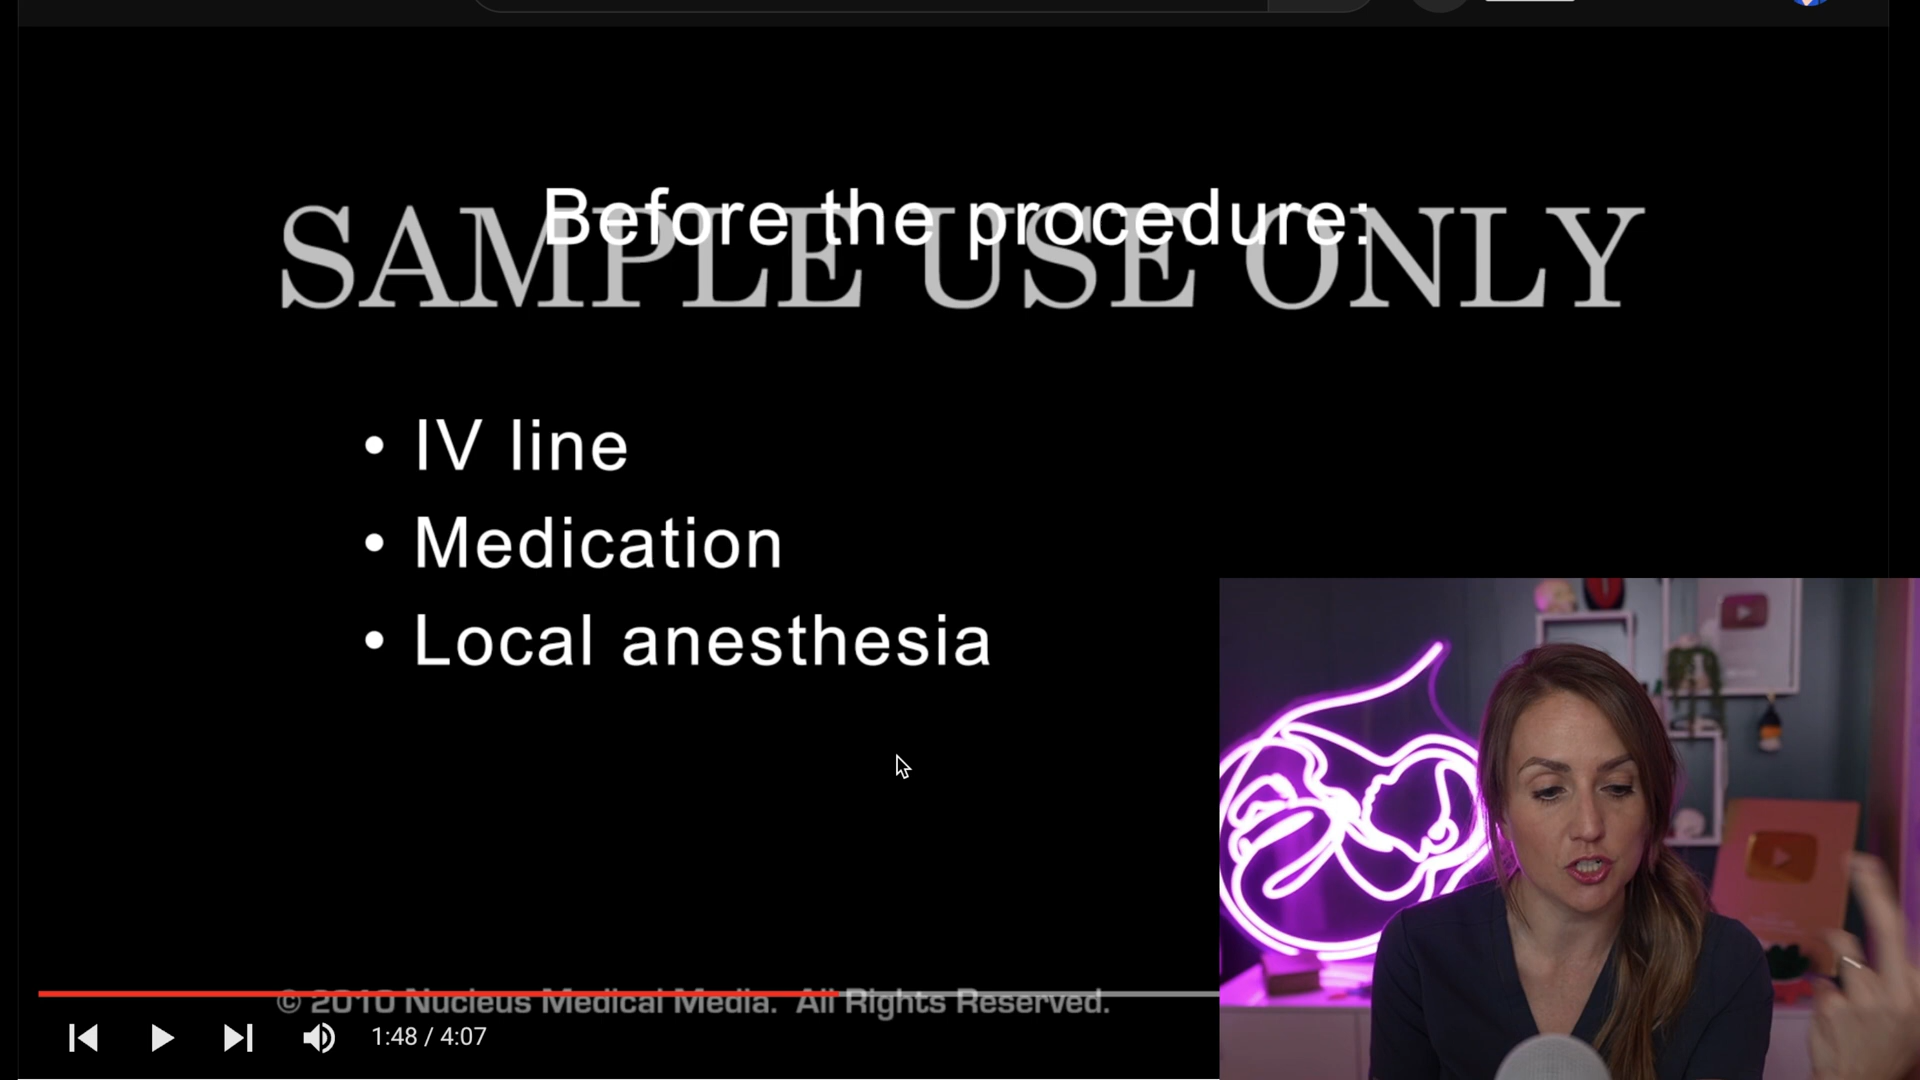 Before the procedure:
SAMPLE USE ONLY
• IV line
• Medication
• Local anesthesia
© 2010 Nucleus Medical Media. All Rights Reserved.
1:48 / 4:07